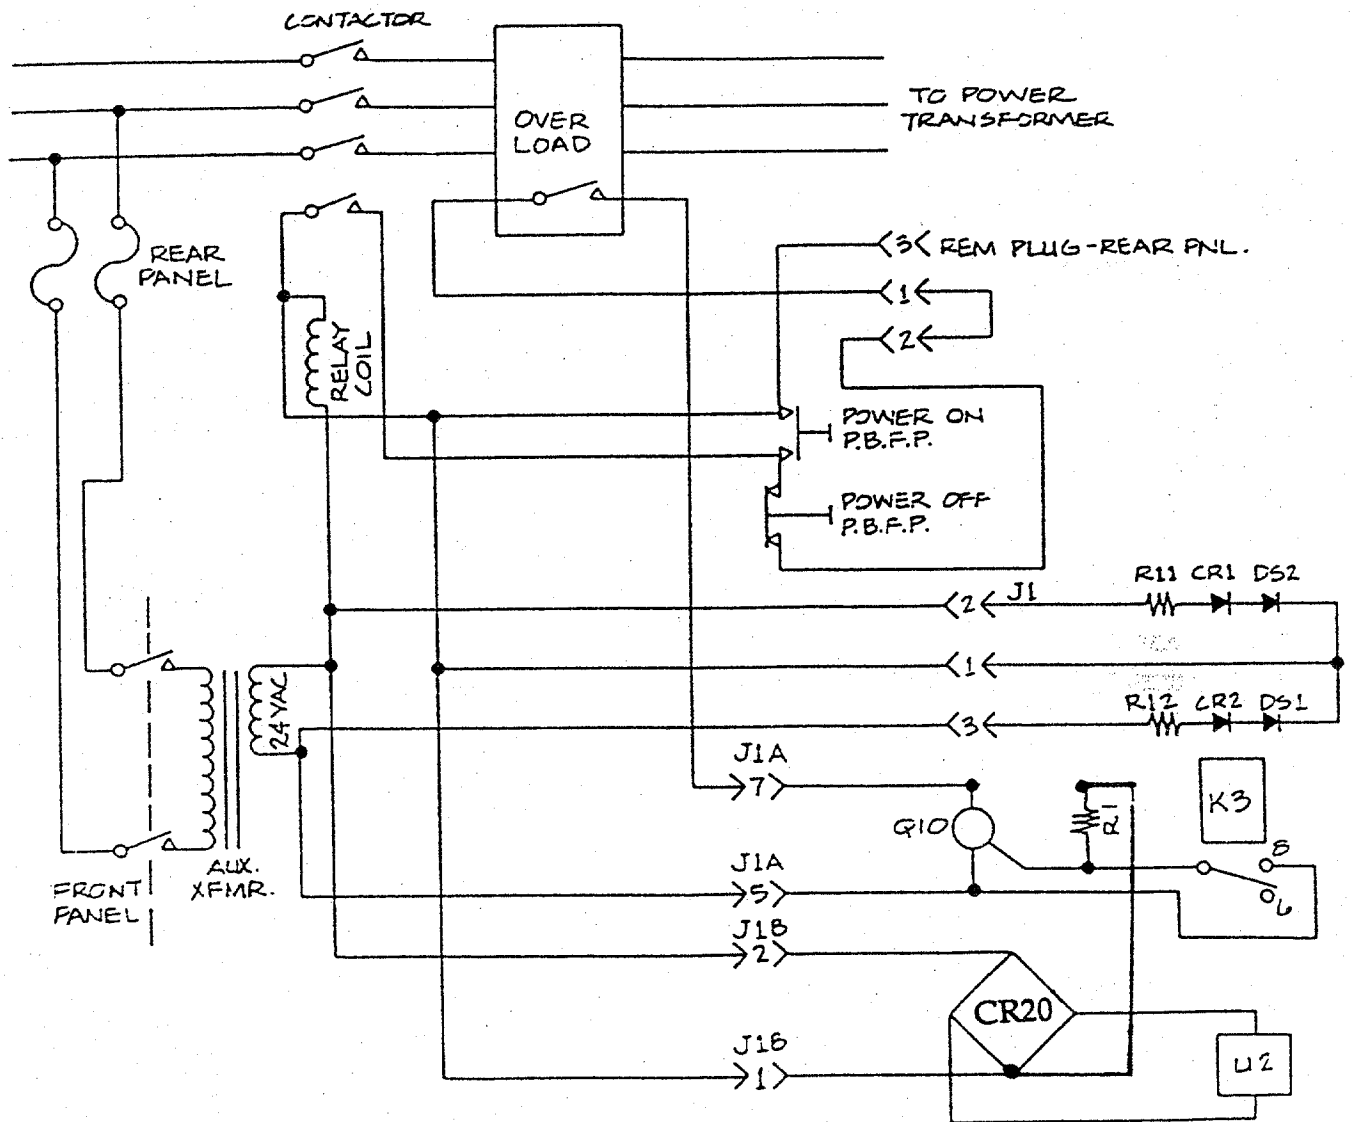 CONTACTOR
OVER
LOAD
TO POWER
TRANSFORMER
REAR
PANEL
3 REM PLUG-REAR PNL.
1
2
RELAY
COIL
POWER ON
P.B.F.P.
POWER OFF
P.B.F.P.
R11 CR1 DS2
2 J1
1
24 VAC
R12 CR2 DS1
3
J1A
7
K3
Q10
R1
8
6
AUX.
XFMR.
FRONT
PANEL
J1A
5
J1B
2
CR20
J1B
1
U2